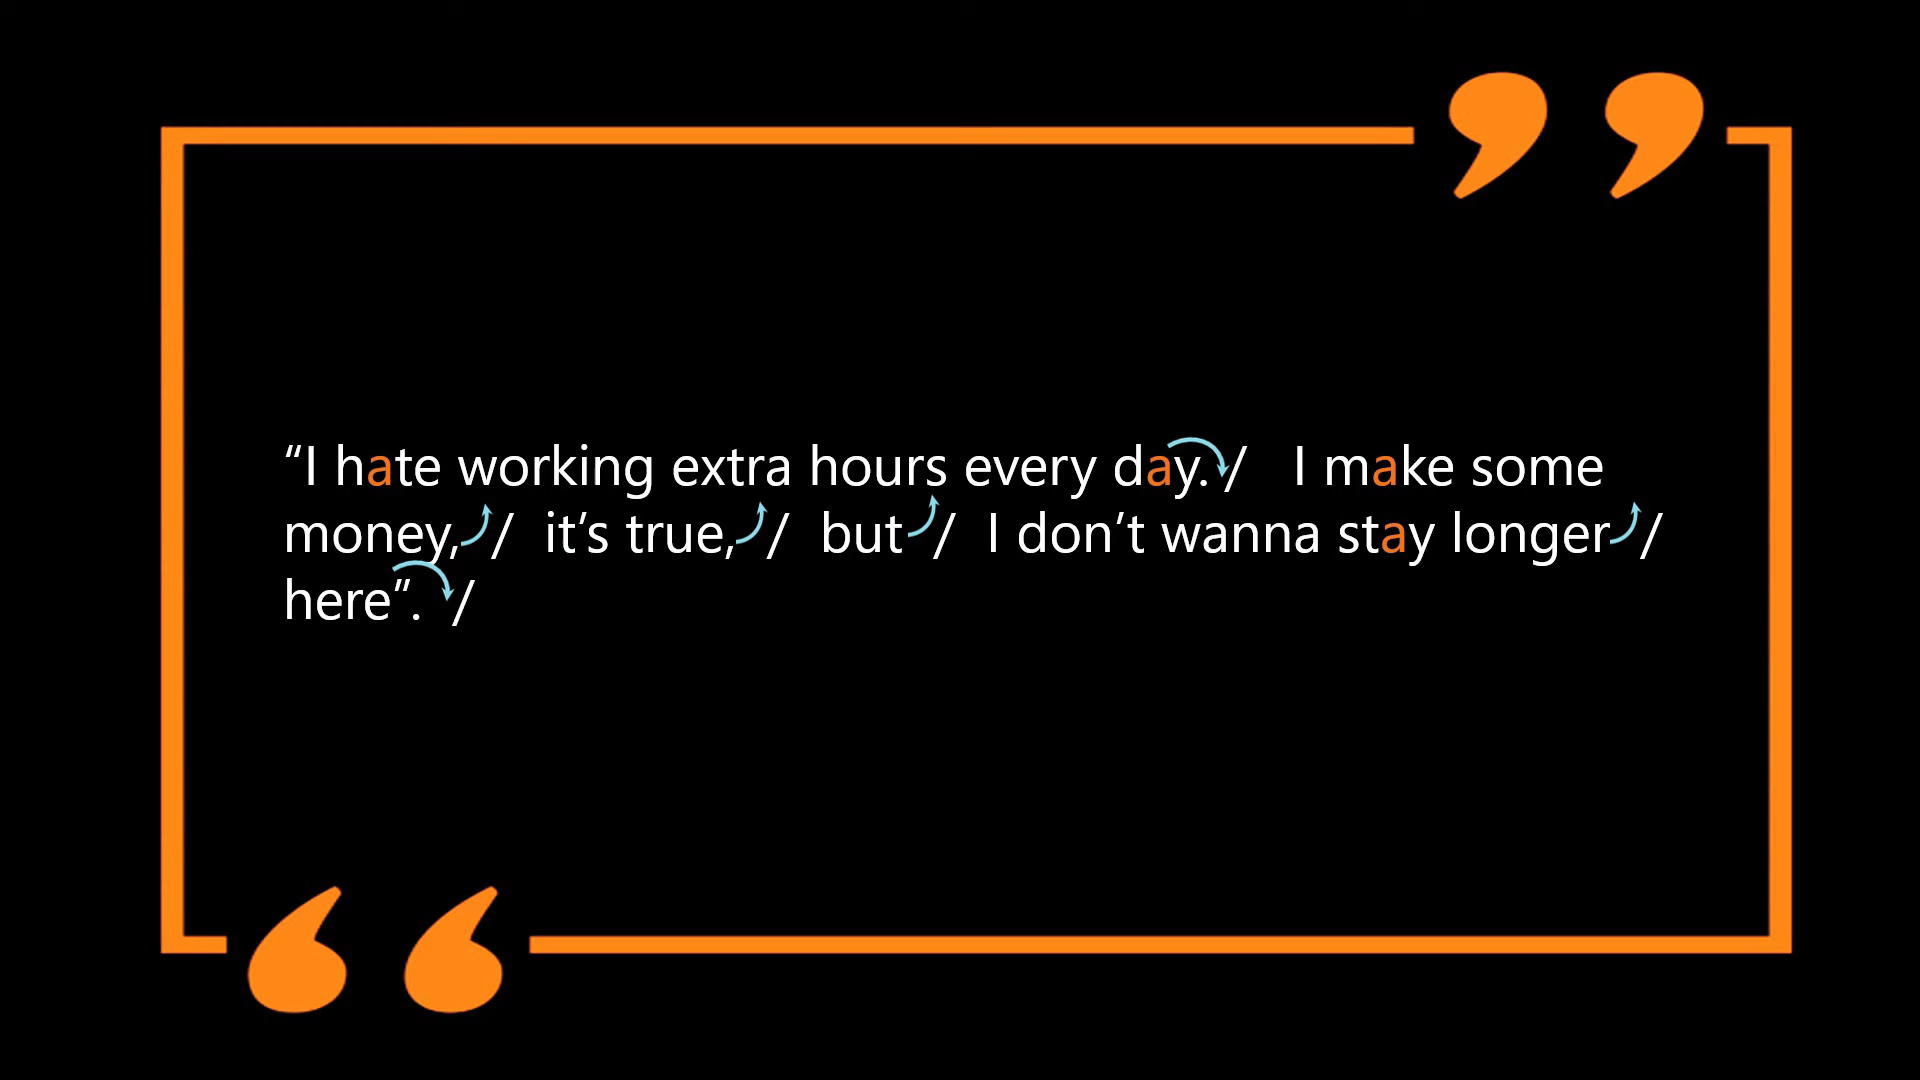 “I hate working extra hours every day. / I make some
money, / it’s true, / but / I don’t wanna stay longer /
here”. /